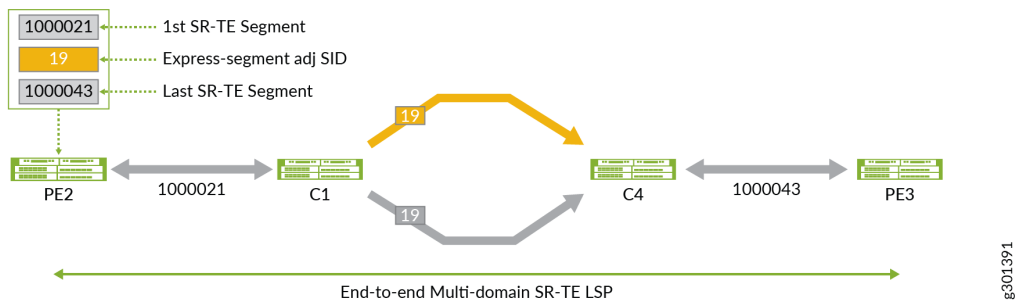 1000021
1st SR-TE Segment
19
Express-segment adj SID
1000043
Last SR-TE Segment
19
PE2
1000021
C1
C4
1000043
PE3
19
End-to-end Multi-domain SR-TE LSP
g301391